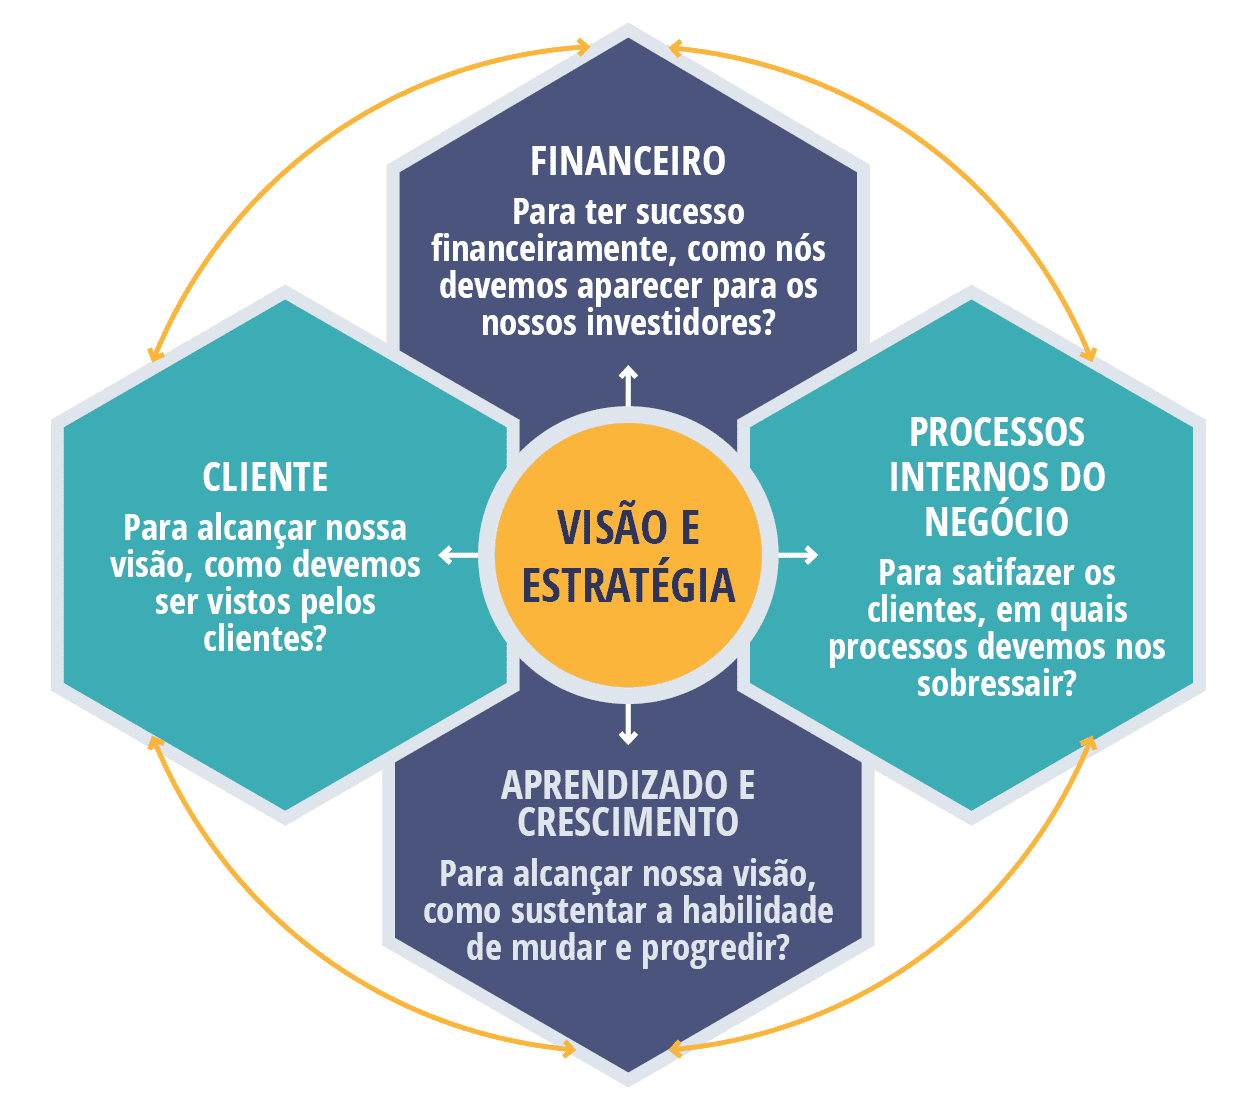 FINANCEIRO
Para ter sucesso
financeiramente, como nós
devemos aparecer para os
nossos investidores?
CLIENTE
Para alcançar nossa
visão, como devemos
ser vistos pelos
clientes?
VISÃO E
ESTRATÉGIA
PROCESSOS
INTERNOS DO
NEGÓCIO
Para satifazer os
clientes, em quais
processos devemos nos
sobressair?
APRENDIZADO E
CRESCIMENTO
Para alcançar nossa visão,
como sustentar a habilidade
de mudar e progredir?